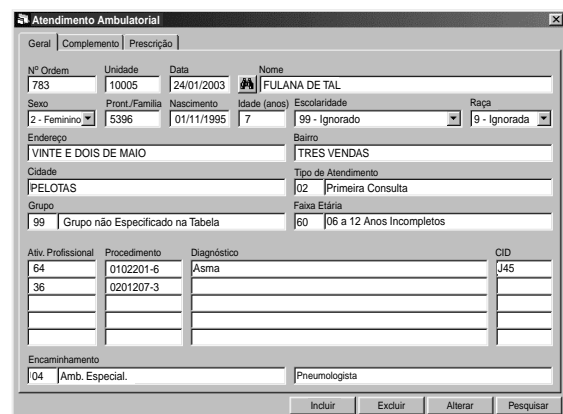 Atendimento Ambulatorial
Geral Complemento Prescrição
Nº Ordem Unidade Data Nome
783 10005 24/01/2003 FULANA DE TAL
Sexo Pront./Familia Nascimento Idade (anos) Escolaridade Raça
2 - Feminino 5396 01/11/1995 7 99 - Ignorado 9 - Ignorada
Endereço Bairro
VINTE E DOIS DE MAIO TRES VENDAS
Cidade Tipo de Atendimento
PELOTAS 02 Primeira Consulta
Grupo Faixa Etária
99 Grupo não Especificado na Tabela 60 06 a 12 Anos Incompletos
Ativ. Profissional Procedimento Diagnóstico CID
64 0102201-6 Asma J45
36 0201207-3
Encaminhamento
04 Amb. Especial. Pneumologista
Incluir Excluir Alterar Pesquisar